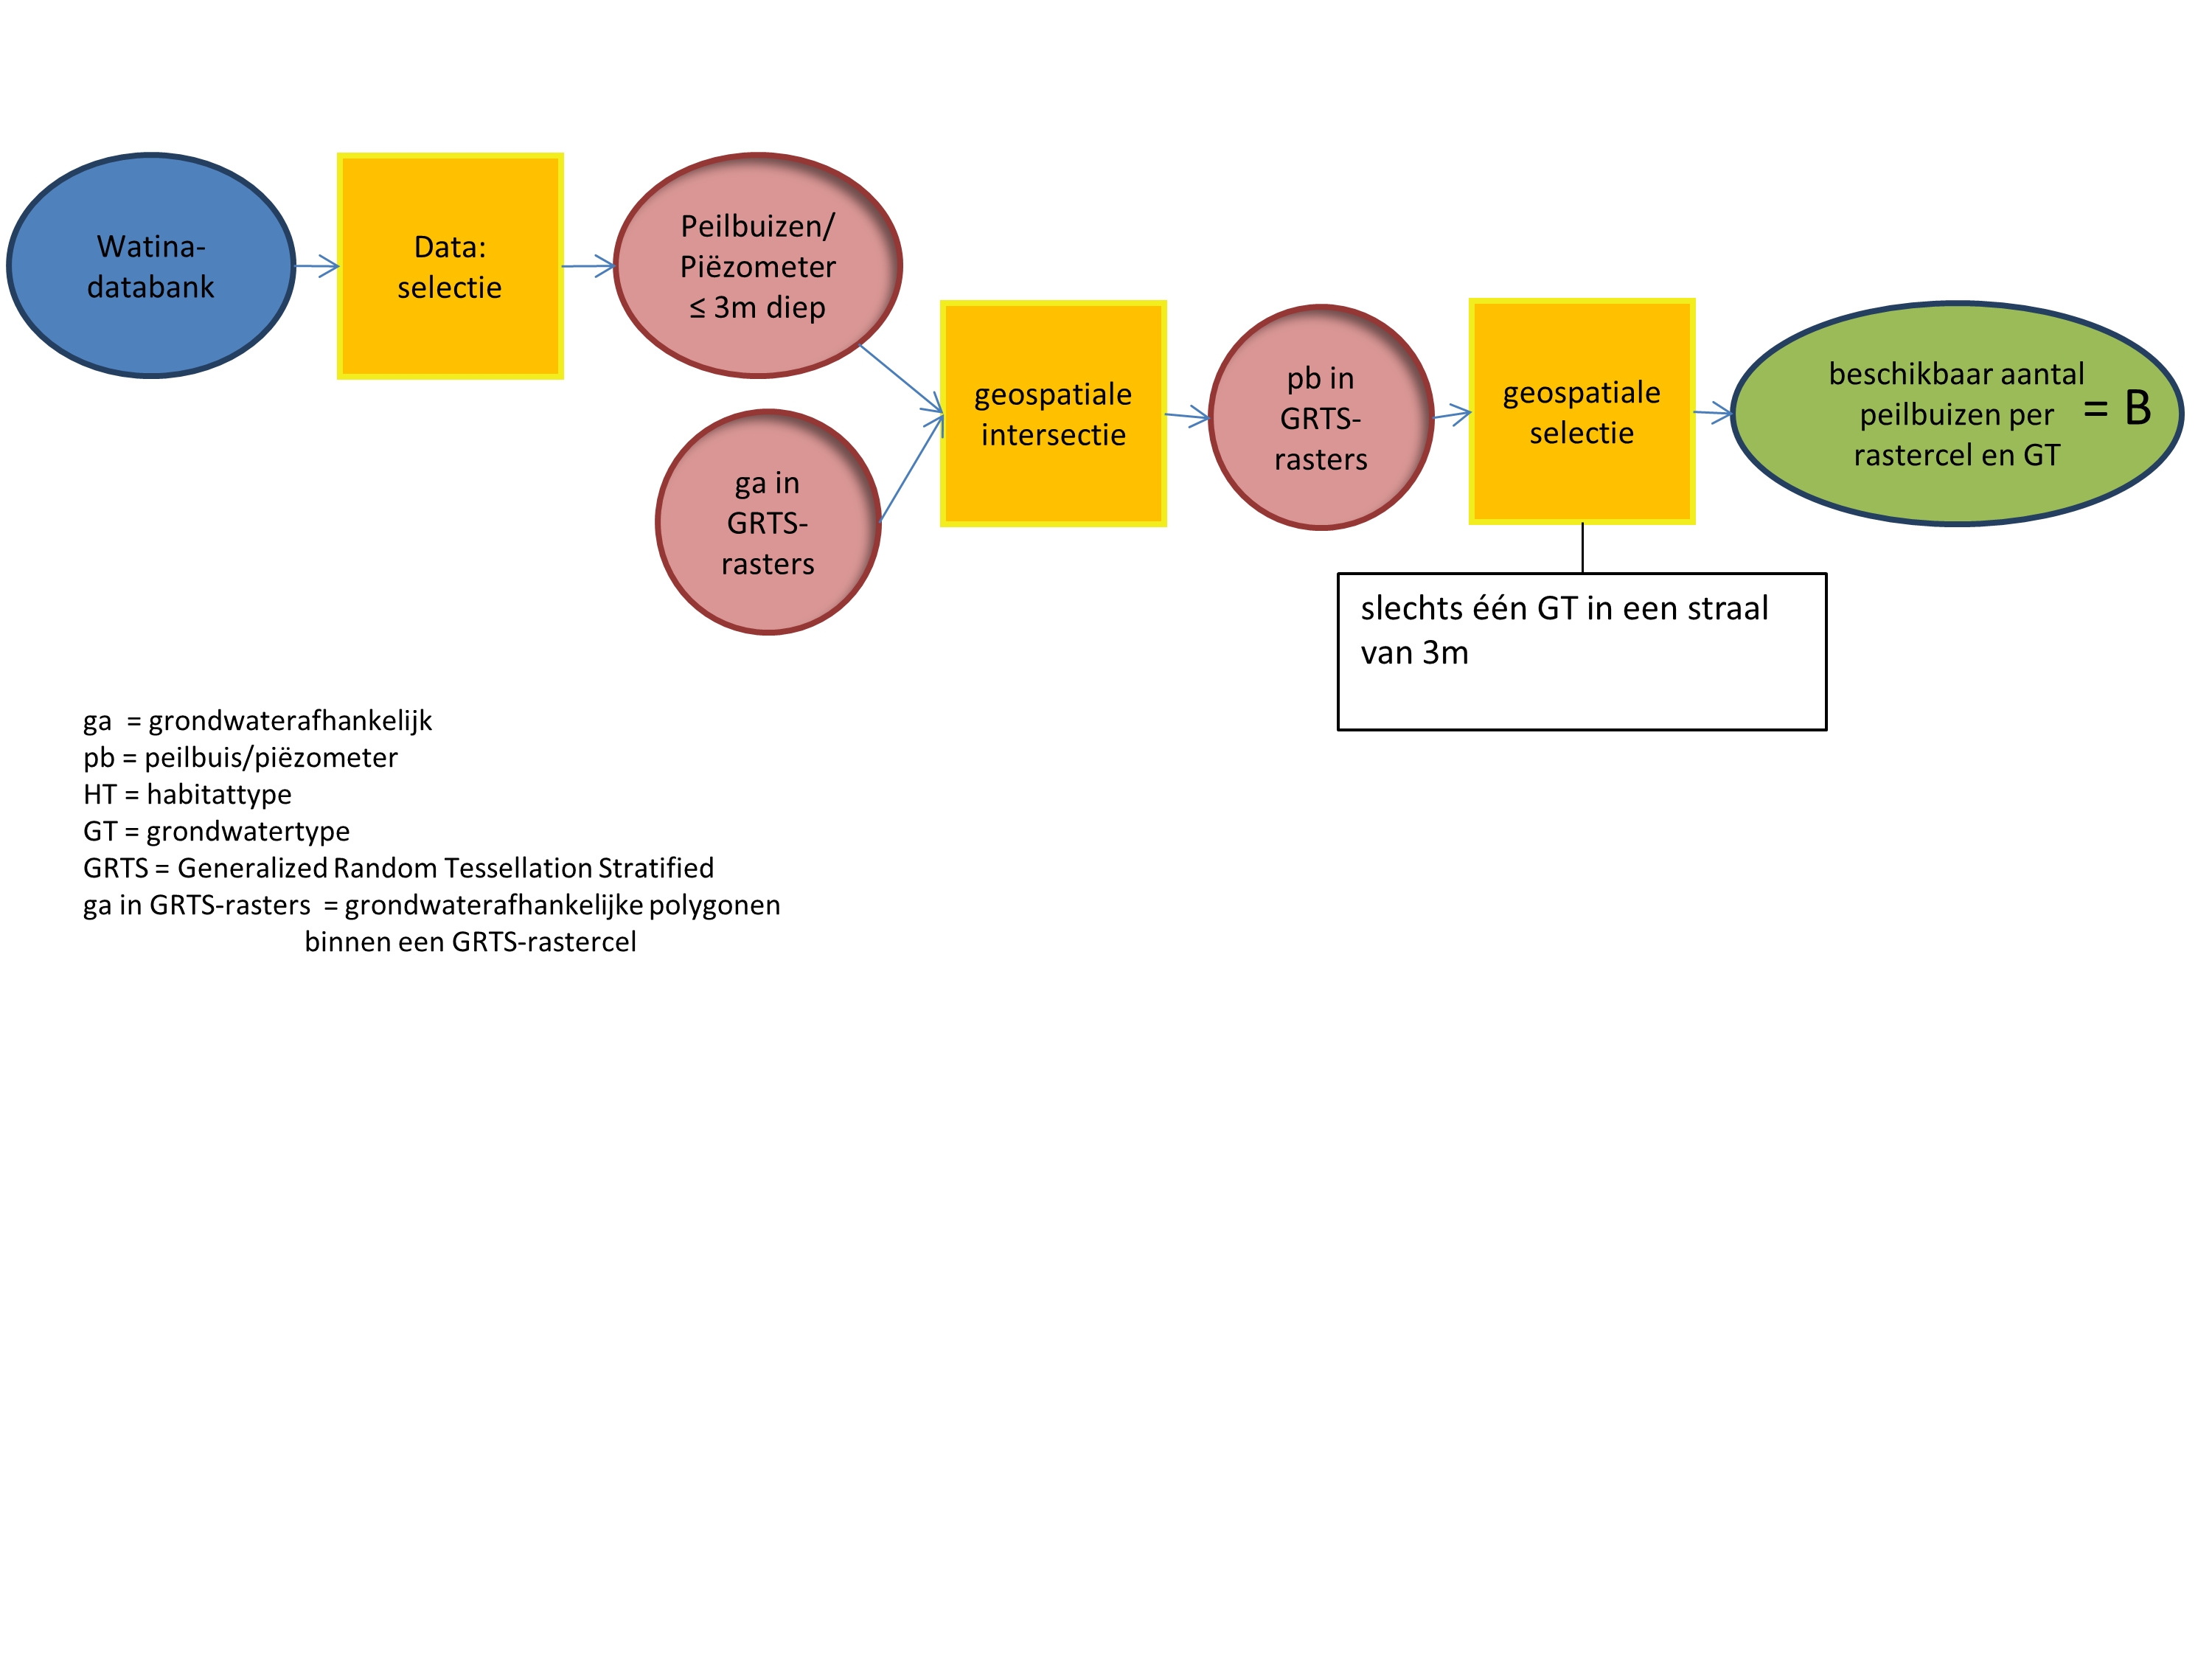 Watina-
databank
Data:
selectie
Peilbuizen/
Piëzometer
≤ 3m diep
ga in
GRTS-
rasters
geospatiale
intersectie
pb in
GRTS-
rasters
geospatiale
selectie
beschikbaar aantal
peilbuizen per
rastercel en GT
= B
slechts één GT in een straal
van 3m
ga = grondwaterafhankelijk
pb = peilbuis/piëzometer
HT = habitattype
GT = grondwatertype
GRTS = Generalized Random Tessellation Stratified
ga in GRTS-rasters = grondwaterafhankelijke polygonen
binnen een GRTS-rastercel